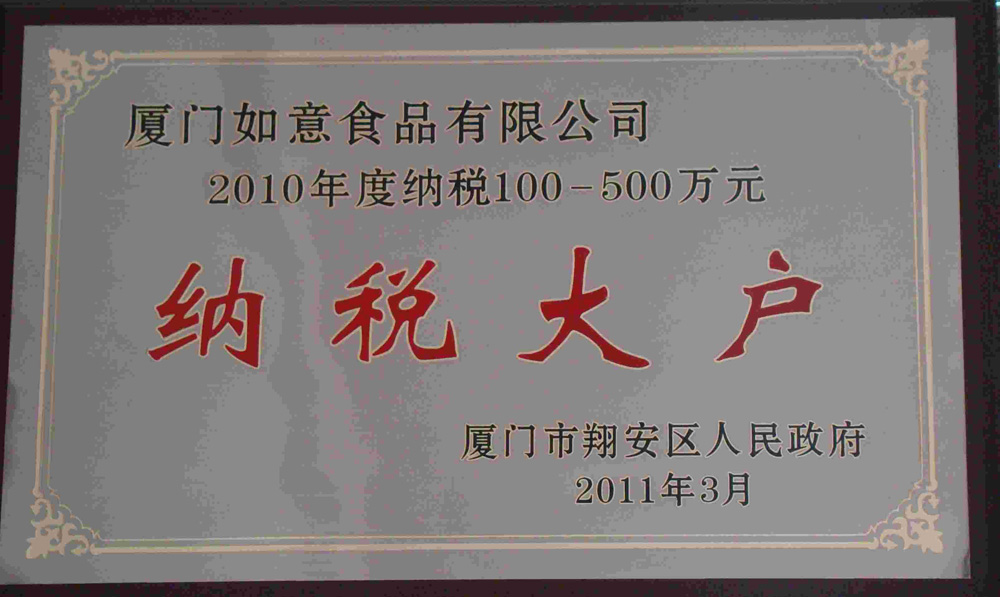 厦门如意食品有限公司
2010年度纳税100-500万元
纳税大户
厦门市翔安区人民政府
2011年3月